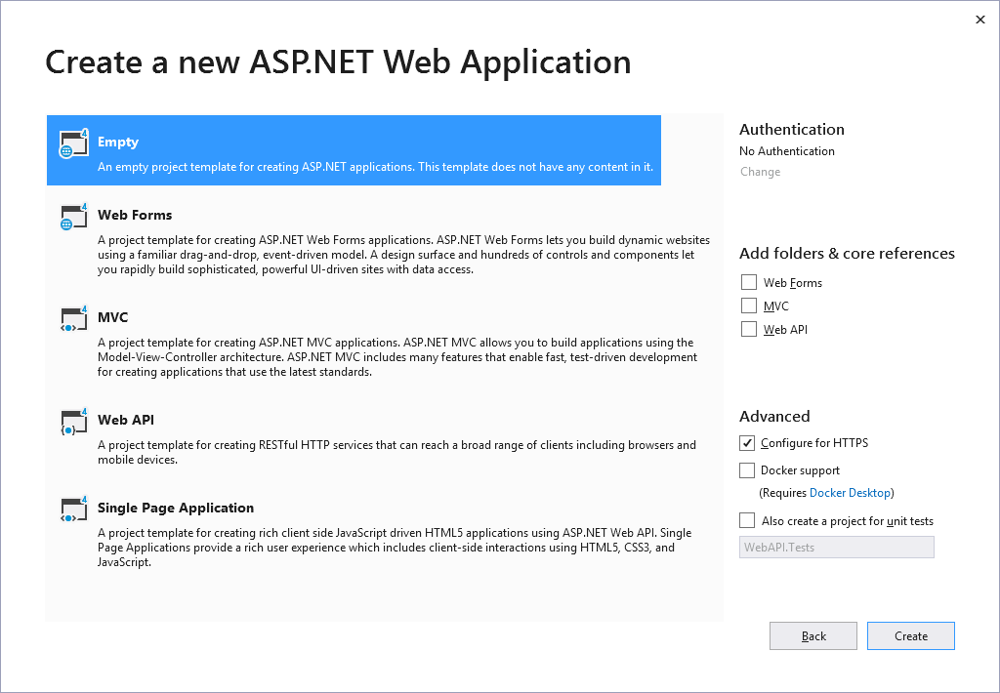 Create a new ASP.NET Web Application
4
Empty
An empty project template for creating ASP.NET applications. This template does not have any content in it.
4
Web Forms
A project template for creating ASP.NET Web Forms applications. ASP.NET Web Forms lets you build dynamic websites
using a familiar drag-and-drop, event-driven model. A design surface and hundreds of controls and components let
you rapidly build sophisticated, powerful UI-driven sites with data access.
4
MVC
A project template for creating ASP.NET MVC applications. ASP.NET MVC allows you to build applications using the
Model-View-Controller architecture. ASP.NET MVC includes many features that enable fast, test-driven development
for creating applications that use the latest standards.
4
Web API
A project template for creating RESTful HTTP services that can reach a broad range of clients including browsers and
mobile devices.
4
Single Page Application
A project template for creating rich client side JavaScript driven HTML5 applications using ASP.NET Web API. Single
Page Applications provide a rich user experience which includes client-side interactions using HTML5, CSS3, and
JavaScript.
Authentication
No Authentication
Change
Add folders & core references
Web Forms
MVC
Web API
Advanced
Configure for HTTPS
Docker support
(Requires Docker Desktop)
Also create a project for unit tests
WebAPI.Tests
Back
Create